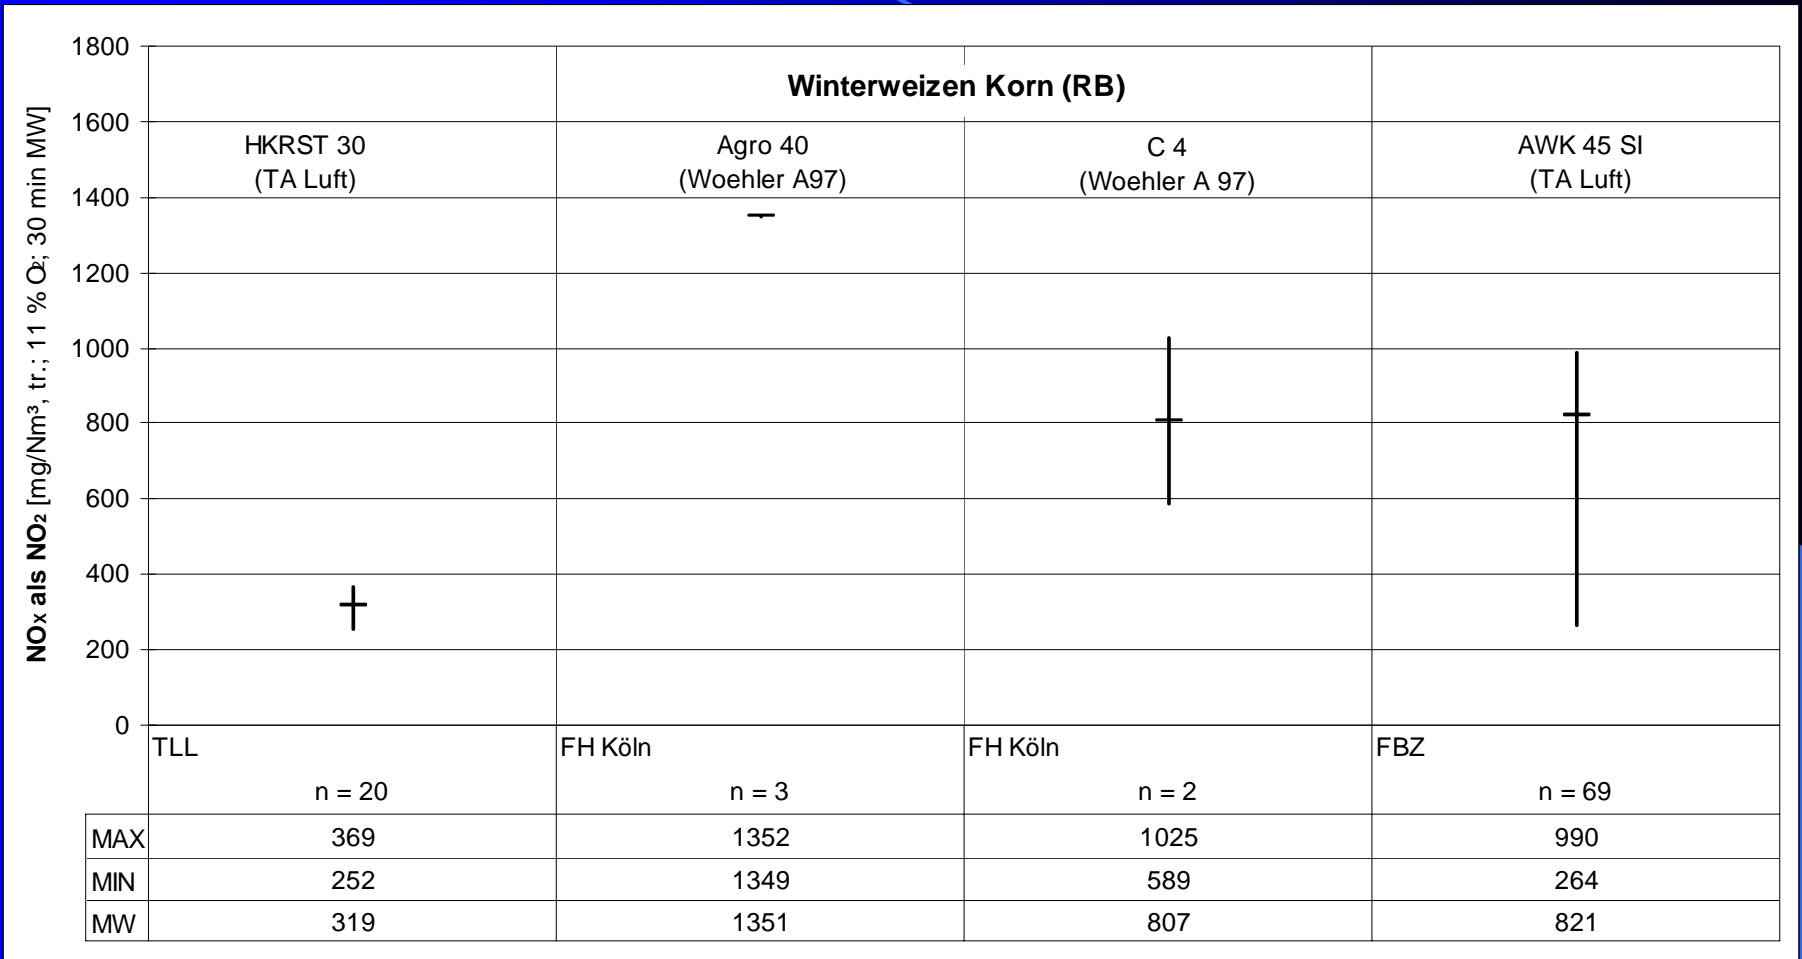 1800
Winterweizen Korn (RB)
1600
HKRST 30 Agro 40 C 4 AWK 45 SI
(TA Luft) (Woehler A97) (Woehler A 97) (TA Luft)
1400
1200
1000
800
600
400
200
0
NOx als NO2 [mg/Nm³, tr.; 11 % O2; 30 min MW]
TLL FH Köln FH Köln FBZ
n = 20 n = 3 n = 2 n = 69
MAX 369 1352 1025 990
MIN 252 1349 589 264
MW 319 1351 807 821